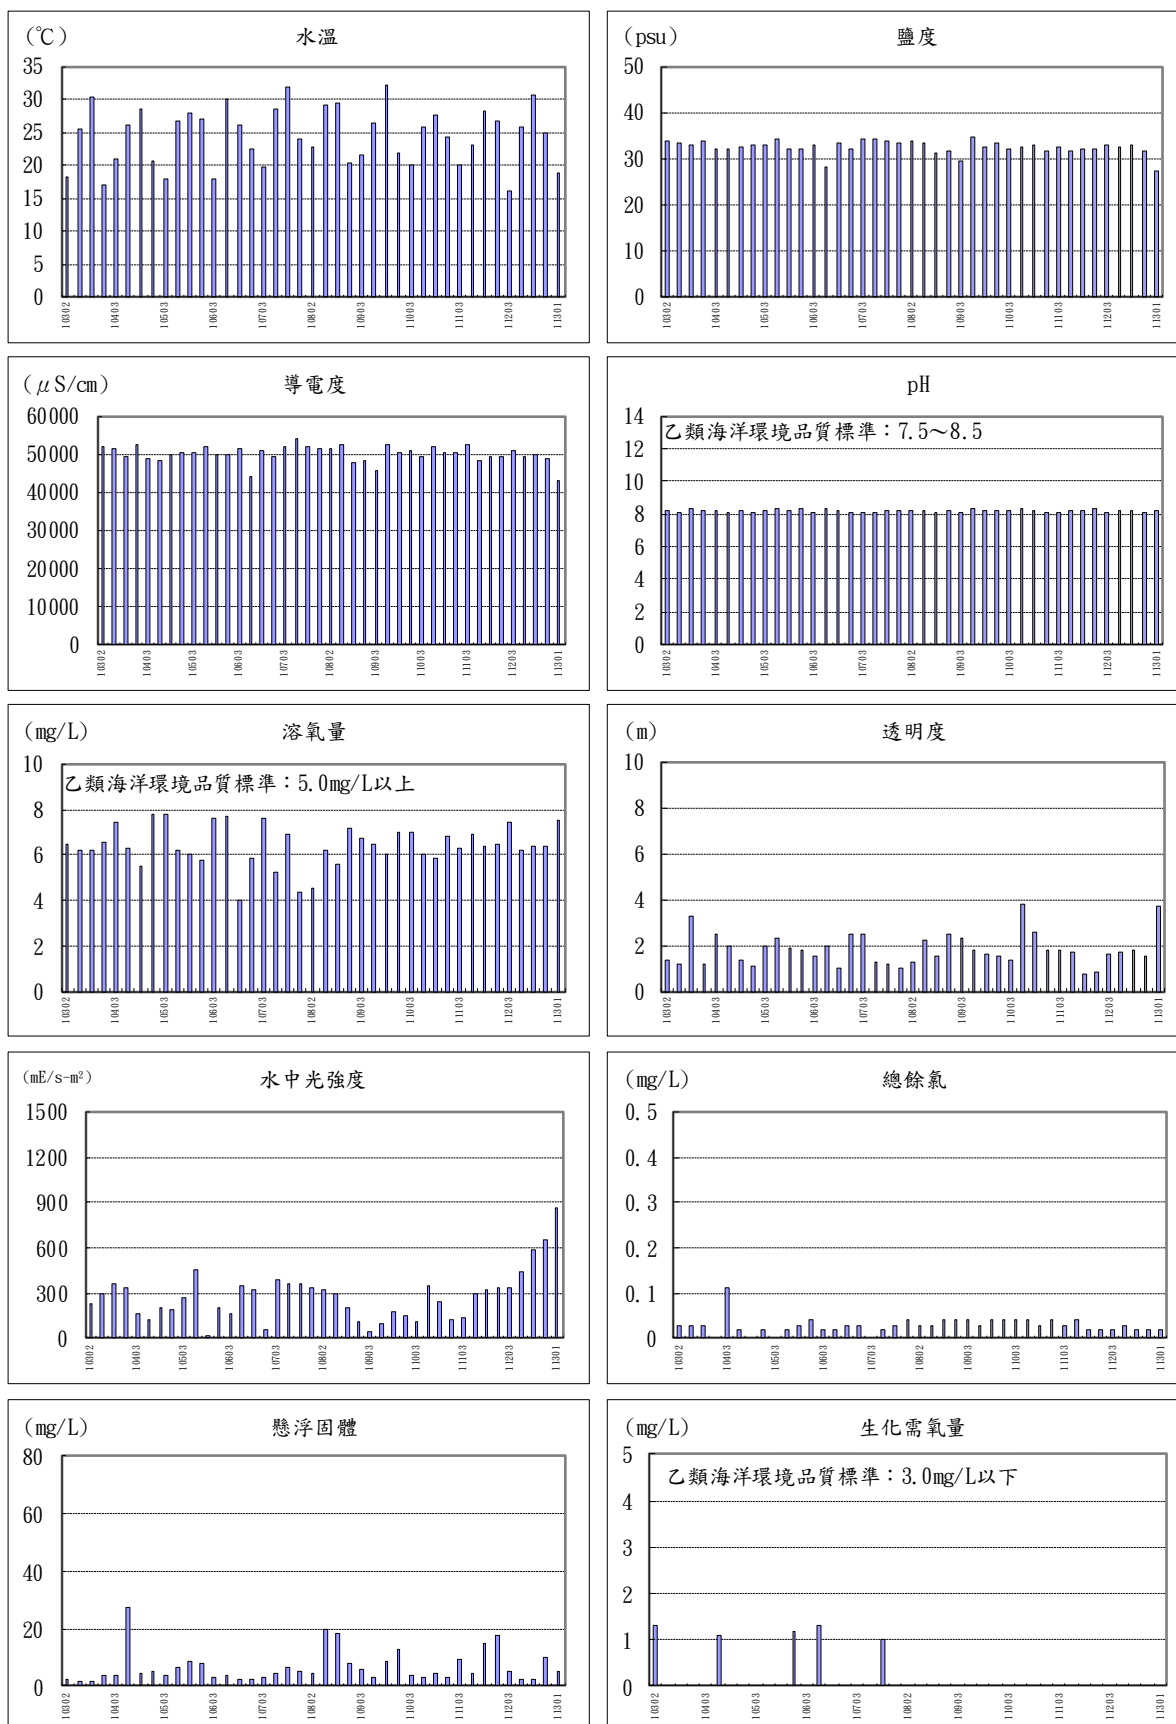 (℃) 水溫
35
30
25
20
15
10
5
0
10302 10403 10503 10603 10703 10802 10903 11003 11103 11203 11301
(psu) 鹽度
50
40
30
20
10
0
10302 10403 10503 10603 10703 10802 10903 11003 11103 11203 11301
(μS/cm) 導電度
60000
50000
40000
30000
20000
10000
0
10302 10403 10503 10603 10703 10802 10903 11003 11103 11203 11301
pH
14
乙類海洋環境品質標準：7.5～8.5
12
10
8
6
4
2
0
10302 10403 10503 10603 10703 10802 10903 11003 11103 11203 11301
(mg/L) 溶氧量
10
乙類海洋環境品質標準：5.0mg/L以上
8
6
4
2
0
10302 10403 10503 10603 10703 10802 10903 11003 11103 11203 11301
(m) 透明度
10
8
6
4
2
0
10302 10403 10503 10603 10703 10802 10903 11003 11103 11203 11301
(mE/s-m²) 水中光強度
1500
1200
900
600
300
0
10302 10403 10503 10603 10703 10802 10903 11003 11103 11203 11301
(mg/L) 總餘氯
0.5
0.4
0.3
0.2
0.1
0
10302 10403 10503 10603 10703 10802 10903 11003 11103 11203 11301
(mg/L) 懸浮固體
80
60
40
20
0
10302 10403 10503 10603 10703 10802 10903 11003 11103 11203 11301
(mg/L) 生化需氧量
5
乙類海洋環境品質標準：3.0mg/L以下
4
3
2
1
0
10302 10403 10503 10603 10703 10802 10903 11003 11103 11203 11301